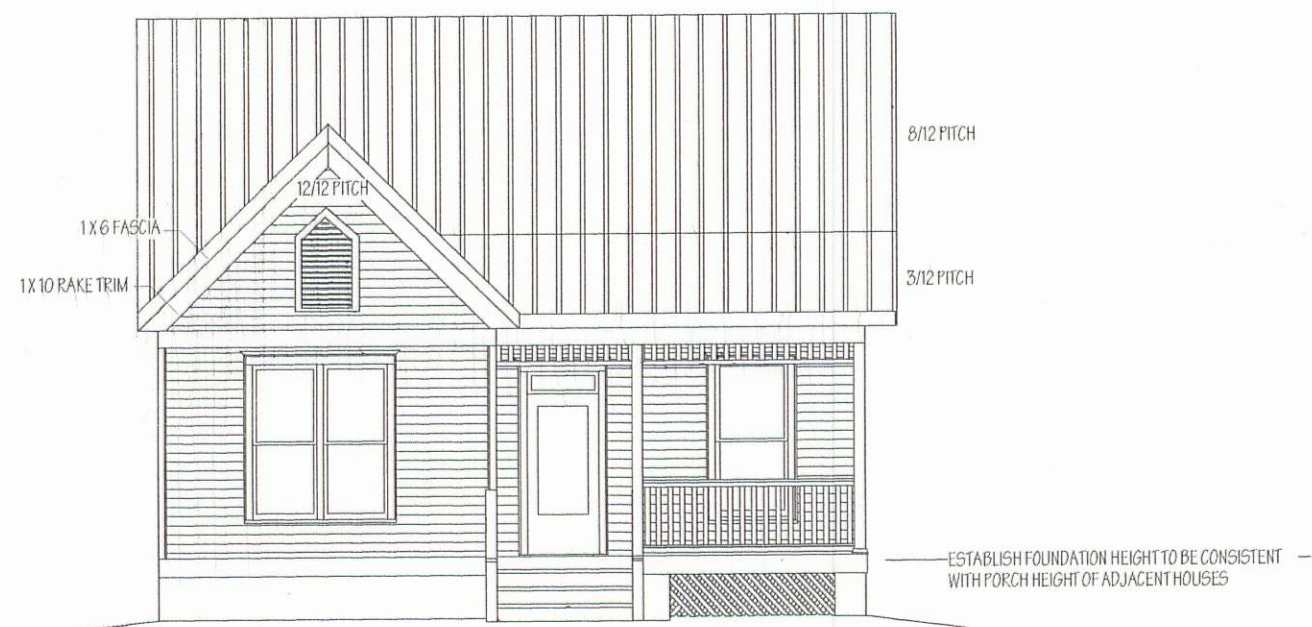 8/12 PITCH
12/12 PITCH
1 X 6 FASCIA
1 X 10 RAKE TRIM
3/12 PITCH
ESTABLISH FOUNDATION HEIGHT TO BE CONSISTENT
WITH PORCH HEIGHT OF ADJACENT HOUSES